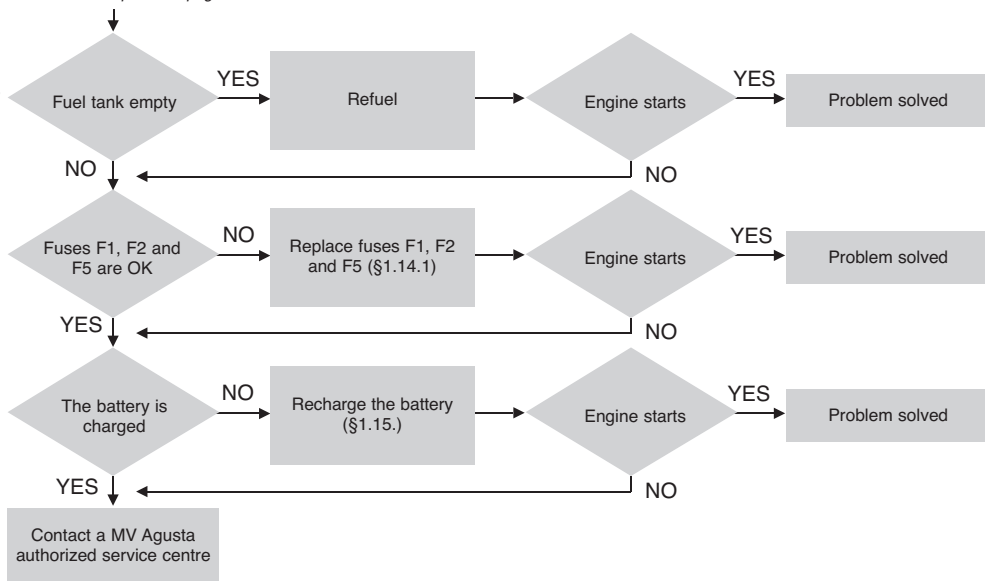 Fuel tank empty
YES
Refuel
Engine starts
YES
Problem solved
NO
NO
Fuses F1, F2 and
F5 are OK
NO
Replace fuses F1, F2
and F5 (§1.14.1)
Engine starts
YES
Problem solved
YES
NO
The battery is
charged
NO
Recharge the battery
(§1.15.)
Engine starts
YES
Problem solved
YES
NO
Contact a MV Agusta
authorized service centre